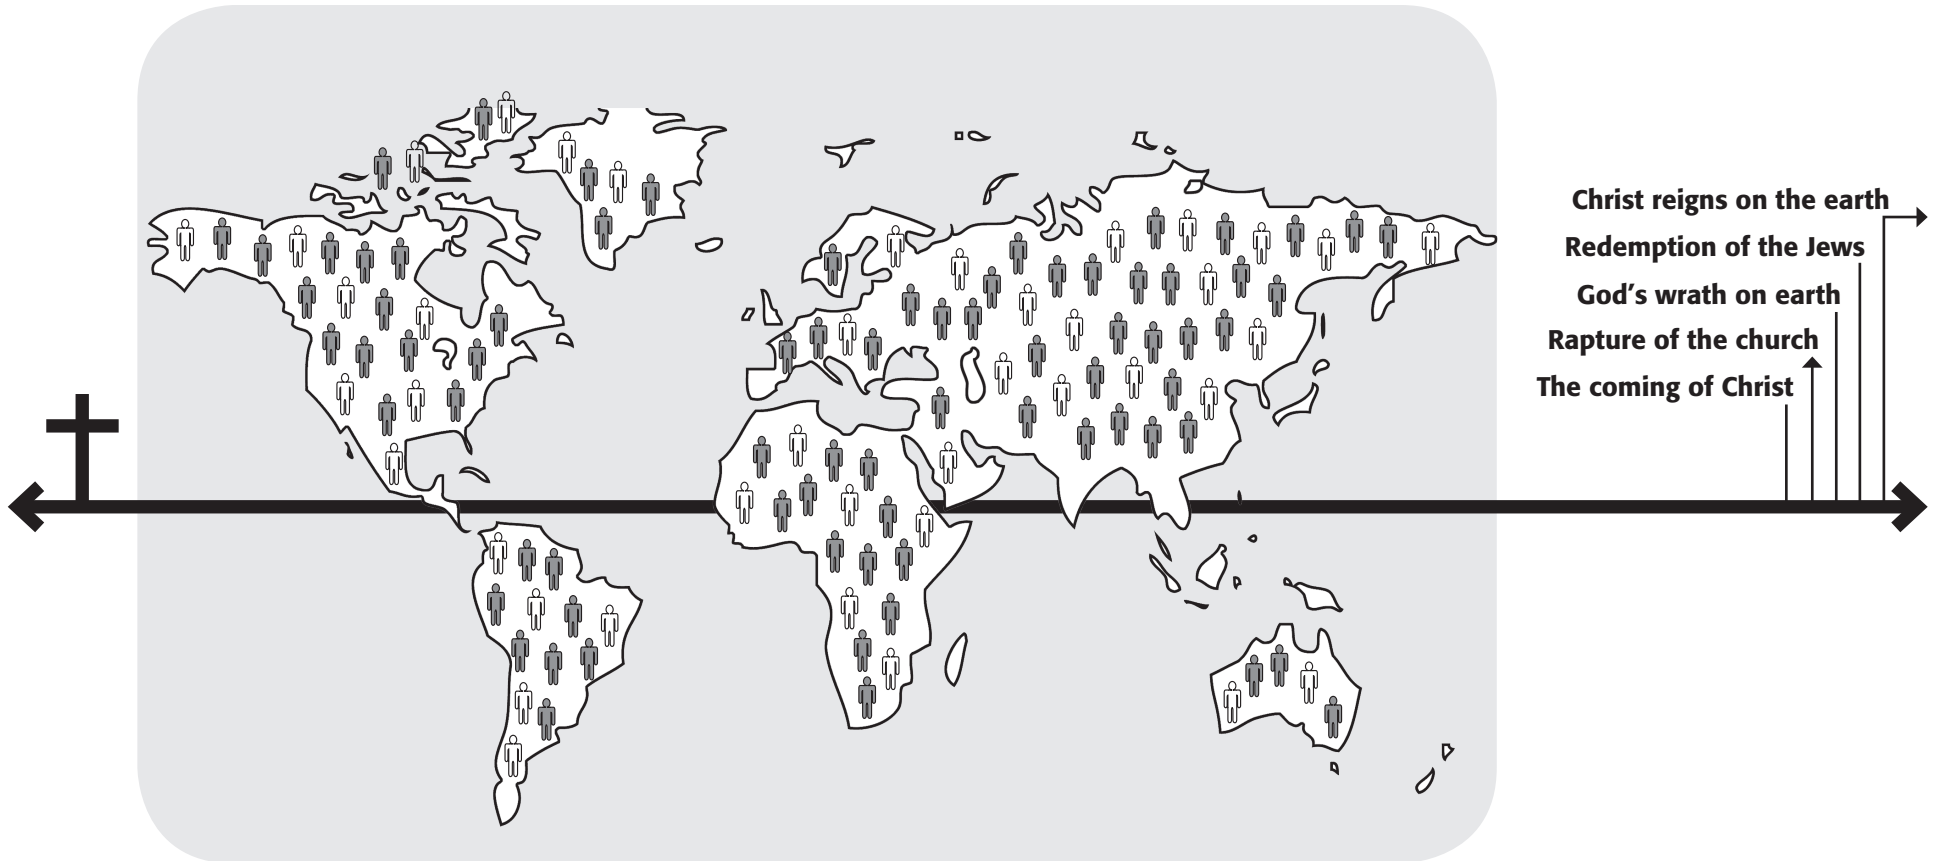 Christ reigns on the earth
Redemption of the Jews
God’s wrath on earth
Rapture of the church
The coming of Christ